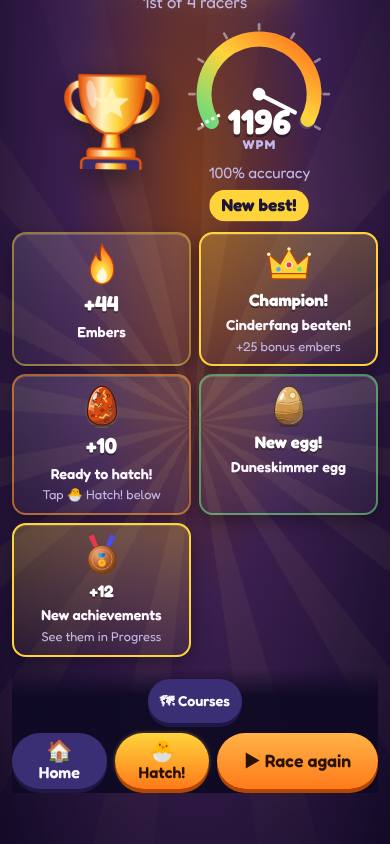 1st of 4 racers
1196
WPM
100% accuracy
New best!
+44
Embers
Champion!
Cinderfang beaten!
+25 bonus embers
+10
Ready to hatch!
Tap 🐣 Hatch! below
New egg!
Duneskimmer egg
+12
New achievements
See them in Progress
🗺 Courses
🏠 Home
🐣 Hatch!
▶ Race again